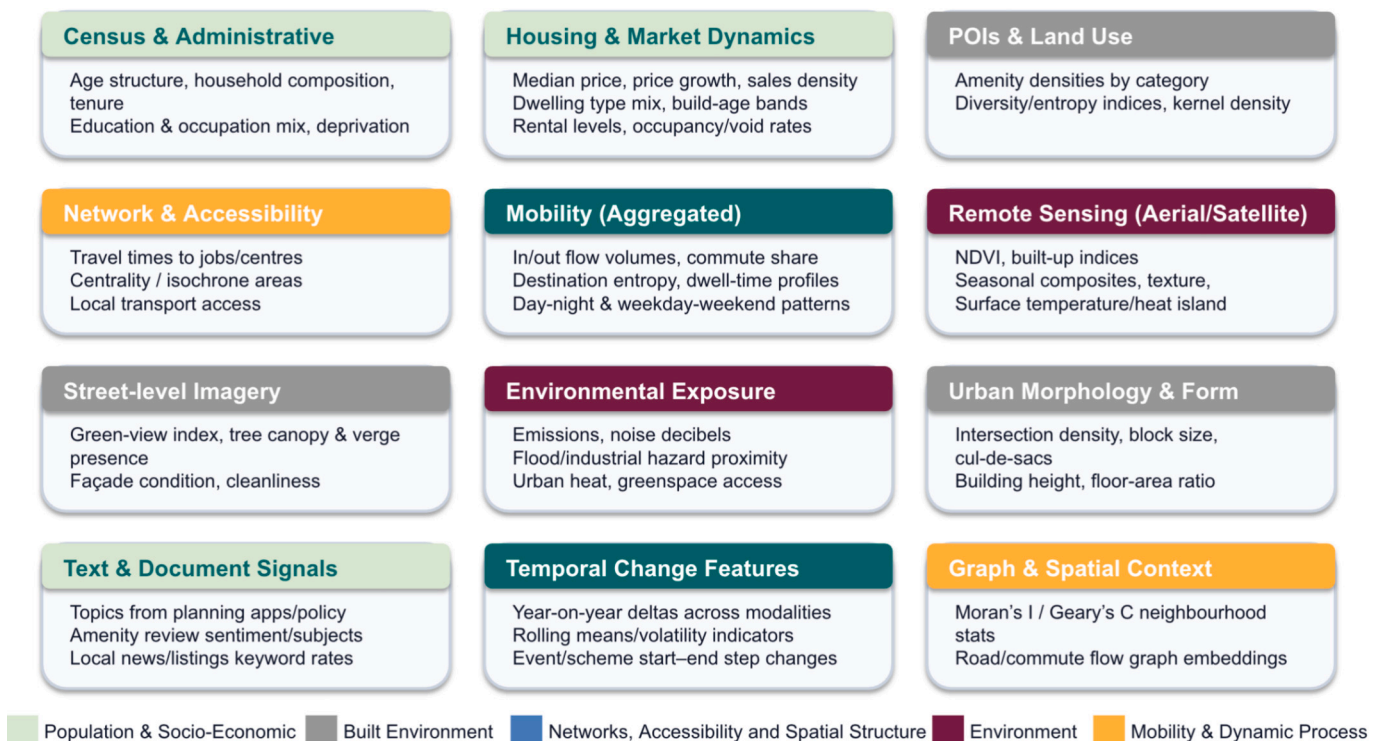 Census & Administrative
Age structure, household composition,
tenure
Education & occupation mix, deprivation
Housing & Market Dynamics
Median price, price growth, sales density
Dwelling type mix, build-age bands
Rental levels, occupancy/void rates
POIs & Land Use
Amenity densities by category
Diversity/entropy indices, kernel density
Network & Accessibility
Travel times to jobs/centres
Centrality / isochrone areas
Local transport access
Mobility (Aggregated)
In/out flow volumes, commute share
Destination entropy, dwell-time profiles
Day-night & weekday-weekend patterns
Remote Sensing (Aerial/Satellite)
NDVI, built-up indices
Seasonal composites, texture,
Surface temperature/heat island
Street-level Imagery
Green-view index, tree canopy & verge
presence
Façade condition, cleanliness
Environmental Exposure
Emissions, noise decibels
Flood/industrial hazard proximity
Urban heat, greenspace access
Urban Morphology & Form
Intersection density, block size,
cul-de-sacs
Building height, floor-area ratio
Text & Document Signals
Topics from planning apps/policy
Amenity review sentiment/subjects
Local news/listings keyword rates
Temporal Change Features
Year-on-year deltas across modalities
Rolling means/volatility indicators
Event/scheme start–end step changes
Graph & Spatial Context
Moran’s I / Geary’s C neighbourhood
stats
Road/commute flow graph embeddings
Population & Socio-Economic
Built Environment
Networks, Accessibility and Spatial Structure
Environment
Mobility & Dynamic Process